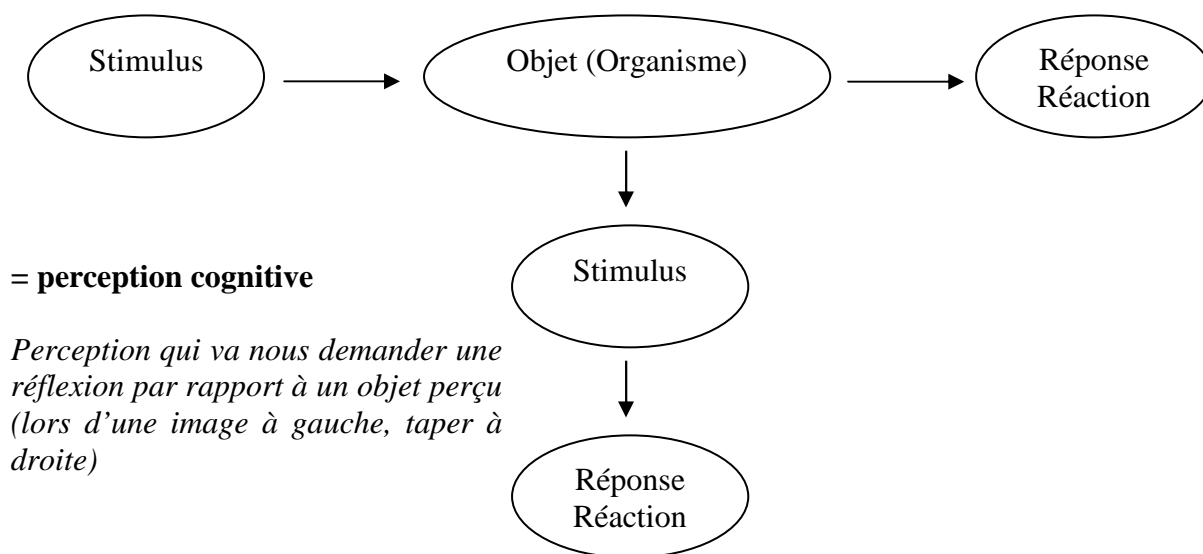 Stimulus
Objet (Organisme)
Réponse
Réaction
Stimulus
= perception cognitive
Perception qui va nous demander une
réflexion par rapport à un objet perçu
(lors d’une image à gauche, taper à
droite)
Réponse
Réaction